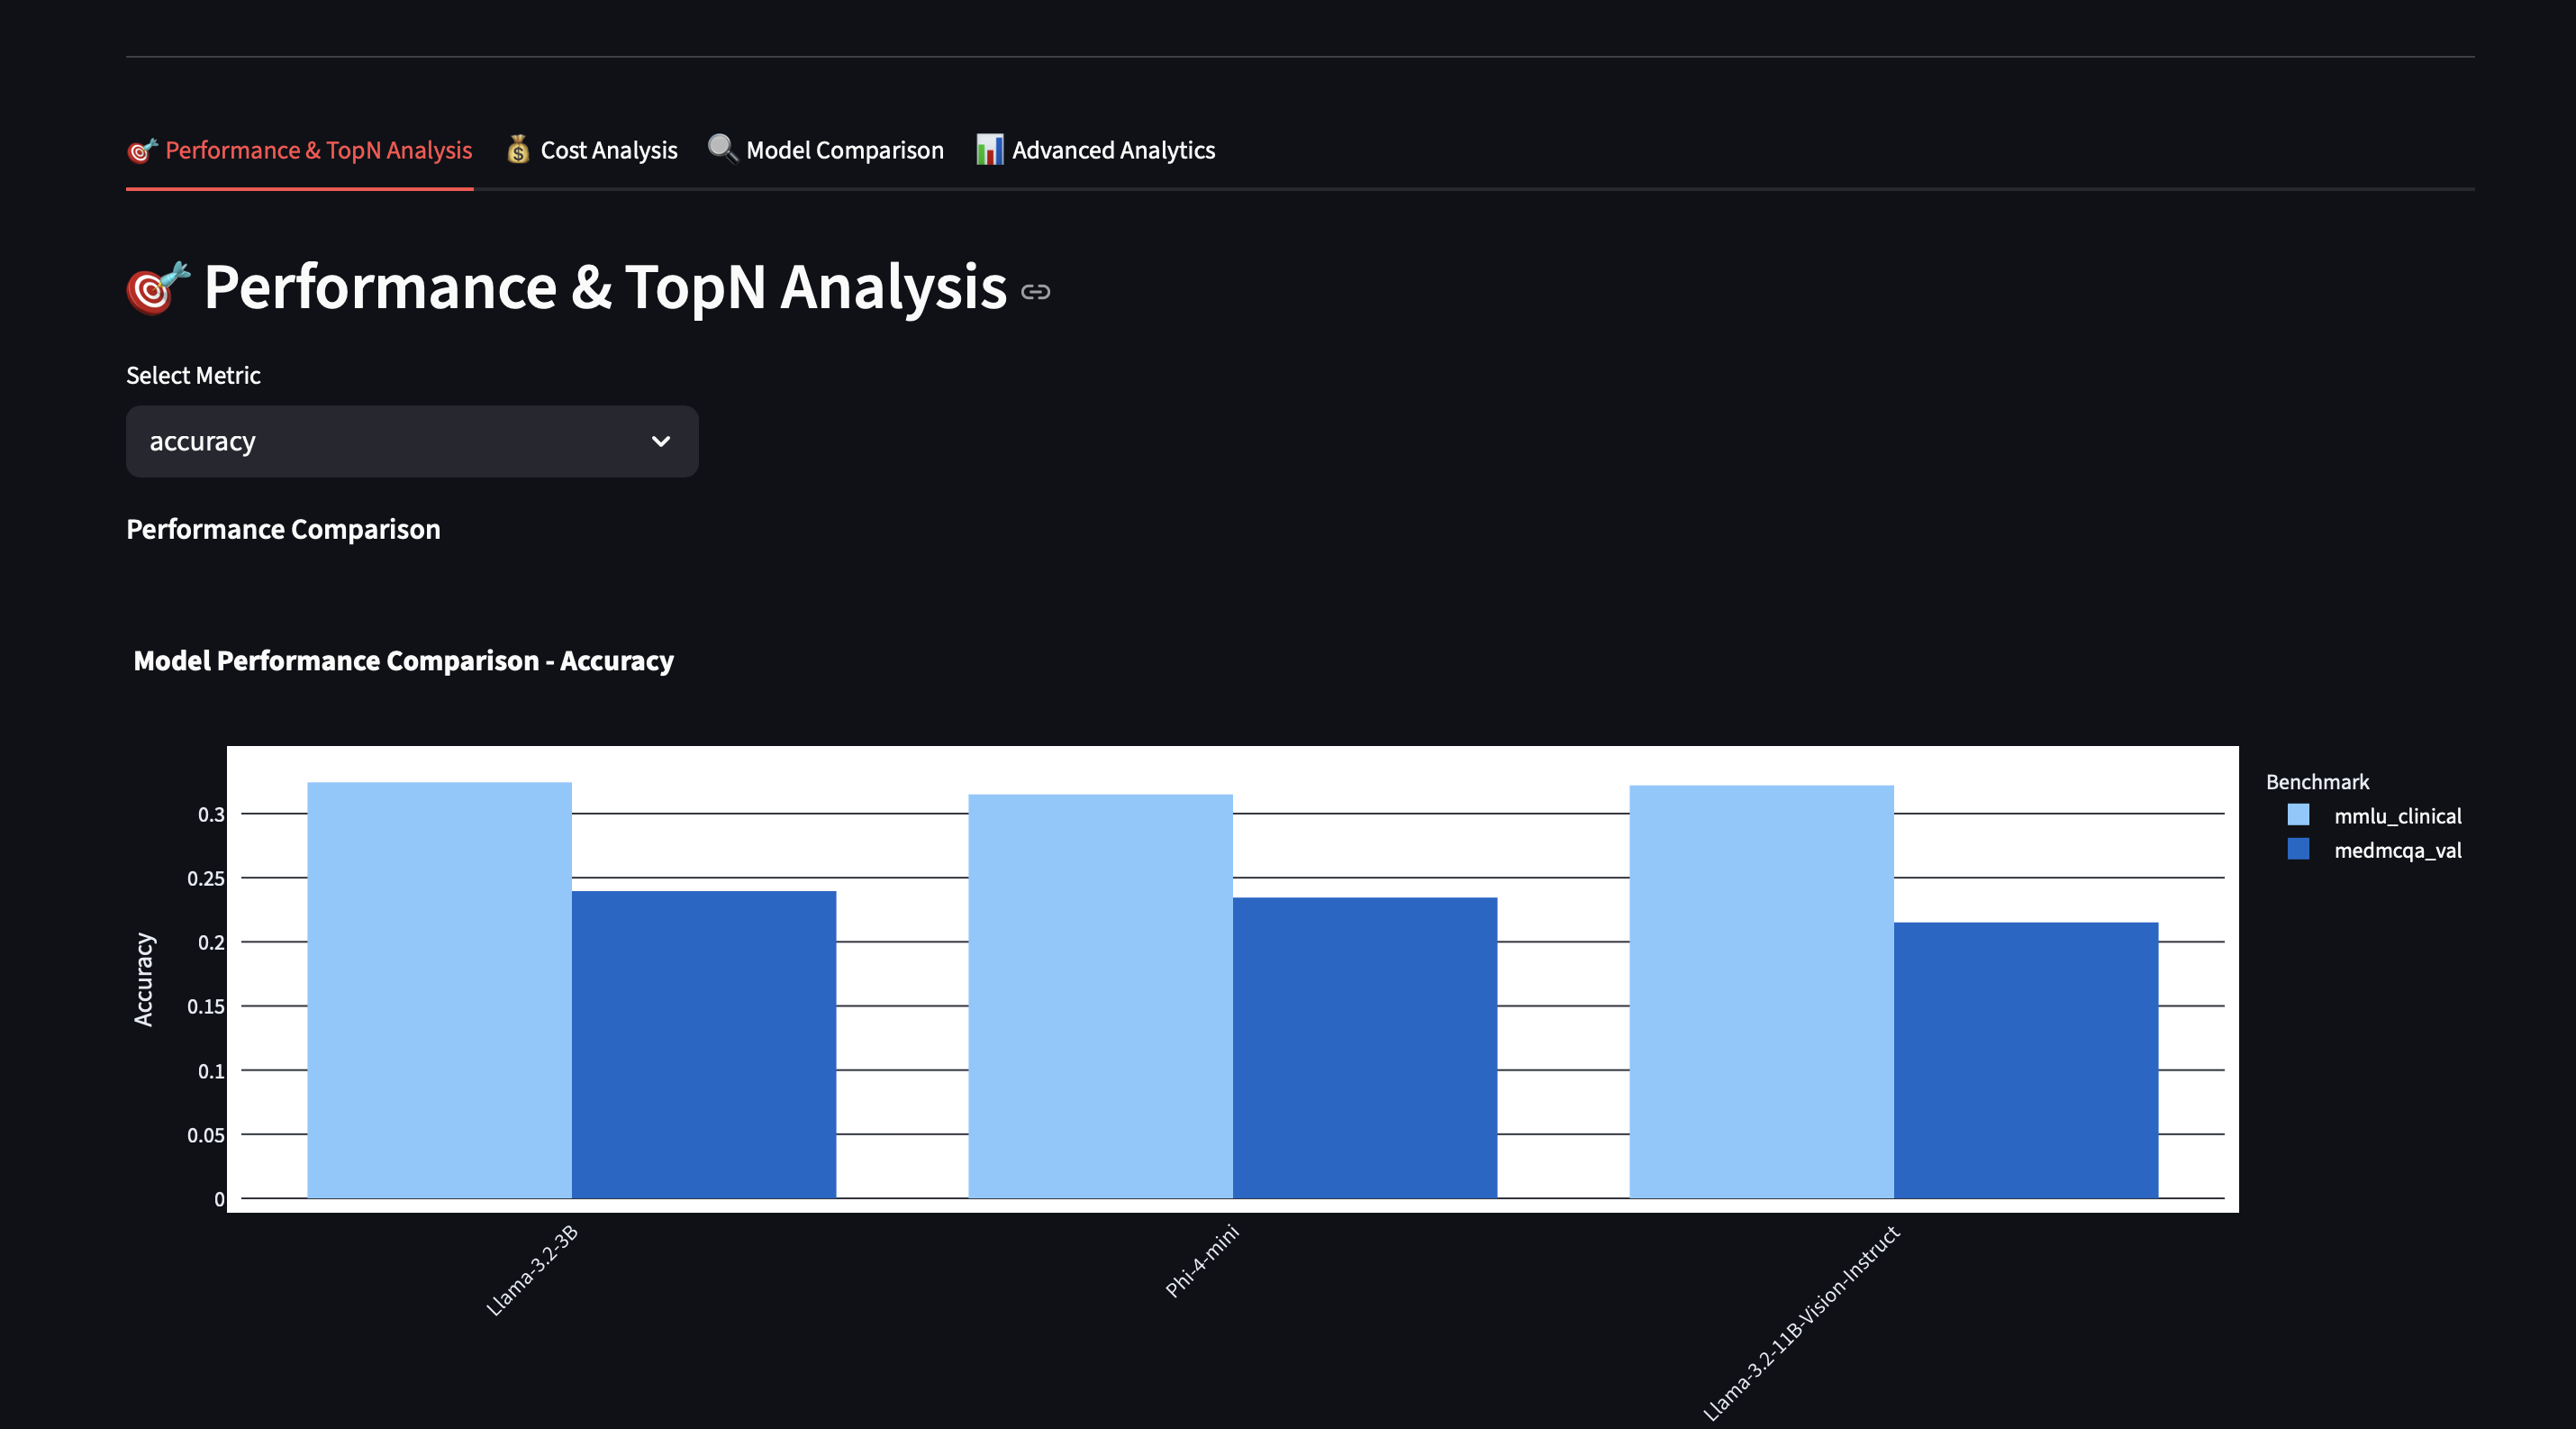 🎯 Performance & TopN Analysis
💰 Cost Analysis
🔍 Model Comparison
📊 Advanced Analytics
🎯 Performance & TopN Analysis
Select Metric
accuracy
Performance Comparison
Model Performance Comparison - Accuracy
Accuracy
0.3
0.25
0.2
0.15
0.1
0.05
0
Llama-3.2-3B
Phi-4-mini
Llama-3.2-11B-Vision-Instruct
Benchmark
mmlu_clinical
medmcqa_val